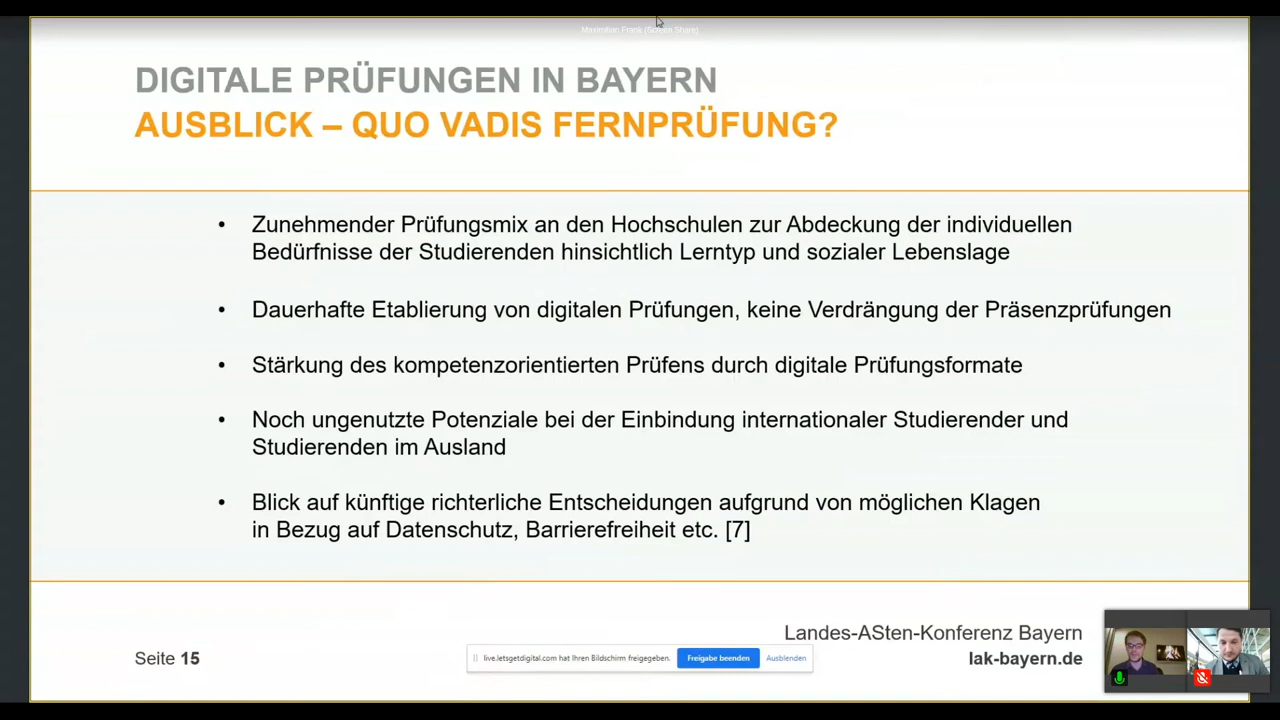 Maximilian Frank (Screen Share)
DIGITALE PRÜFUNGEN IN BAYERN
AUSBLICK – QUO VADIS FERNPRÜFUNG?
• Zunehmender Prüfungsmix an den Hochschulen zur Abdeckung der individuellen
Bedürfnisse der Studierenden hinsichtlich Lerntyp und sozialer Lebenslage
• Dauerhafte Etablierung von digitalen Prüfungen, keine Verdrängung der Präsenzprüfungen
• Stärkung des kompetenzorientierten Prüfens durch digitale Prüfungsformate
• Noch ungenutzte Potenziale bei der Einbindung internationaler Studierender und
Studierenden im Ausland
• Blick auf künftige richterliche Entscheidungen aufgrund von möglichen Klagen
in Bezug auf Datenschutz, Barrierefreiheit etc. [7]
Landes-ASten-Konferenz Bayern
Seite 15
live.letsgetdigital.com hat Ihren Bildschirm freigegeben.
Freigabe beenden
Ausblenden
lak-bayern.de